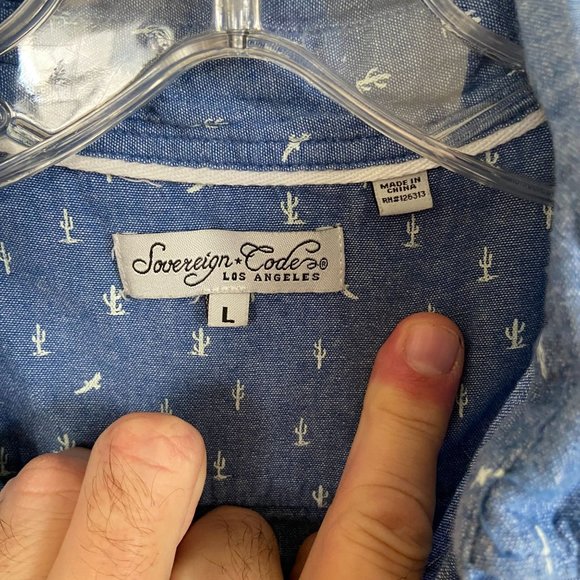 MADE IN
CHINA
RN#126313
Sovereign★Code®
LOS ANGELES
L